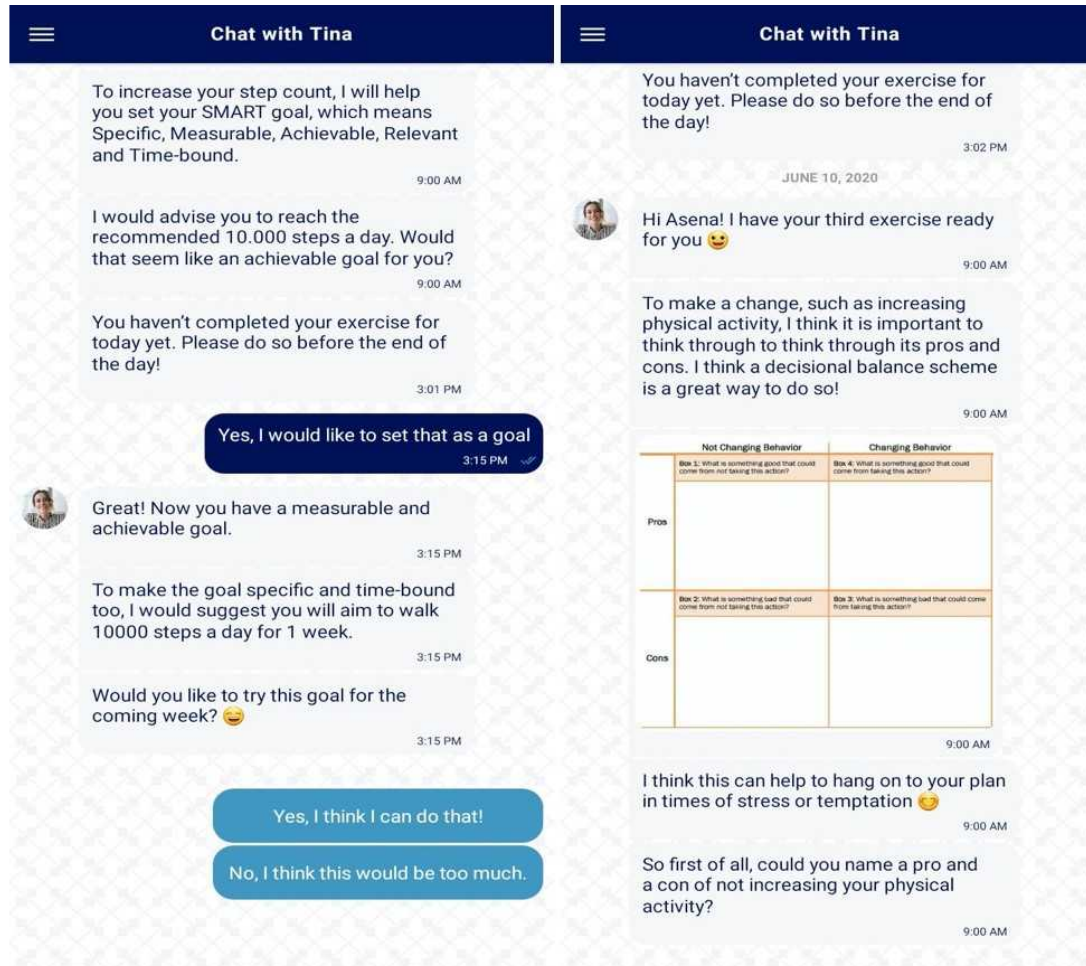 Chat with Tina
To increase your step count, I will help
you set your SMART goal, which means
Specific, Measurable, Achievable, Relevant
and Time-bound.
9:00 AM
I would advise you to reach the
recommended 10.000 steps a day. Would
that seem like an achievable goal for you?
9:00 AM
You haven't completed your exercise for
today yet. Please do so before the end of
the day!
3:01 PM
Yes, I would like to set that as a goal
3:15 PM
Great! Now you have a measurable and
achievable goal.
3:15 PM
To make the goal specific and time-bound
too, I would suggest you will aim to walk
10000 steps a day for 1 week.
3:15 PM
Would you like to try this goal for the
coming week? 😄
3:15 PM
Yes, I think I can do that!
No, I think this would be too much.
Chat with Tina
You haven't completed your exercise for
today yet. Please do so before the end of
the day!
3:02 PM
JUNE 10, 2020
Hi Asena! I have your third exercise ready
for you 😀
9:00 AM
To make a change, such as increasing
physical activity, I think it is important to
think through to think through its pros and
cons. I think a decisional balance scheme
is a great way to do so!
9:00 AM
Not Changing Behavior
Changing Behavior
Box 1: What is something good that could
come from not taking this action?
Box 4: What is something good that could
come from taking this action?
Pros
Box 2: What is something bad that could
come from not taking this action?
Box 3: What is something bad that could come
from taking this action?
Cons
9:00 AM
I think this can help to hang on to your plan
in times of stress or temptation 😊
9:00 AM
So first of all, could you name a pro and
a con of not increasing your physical
activity?
9:00 AM